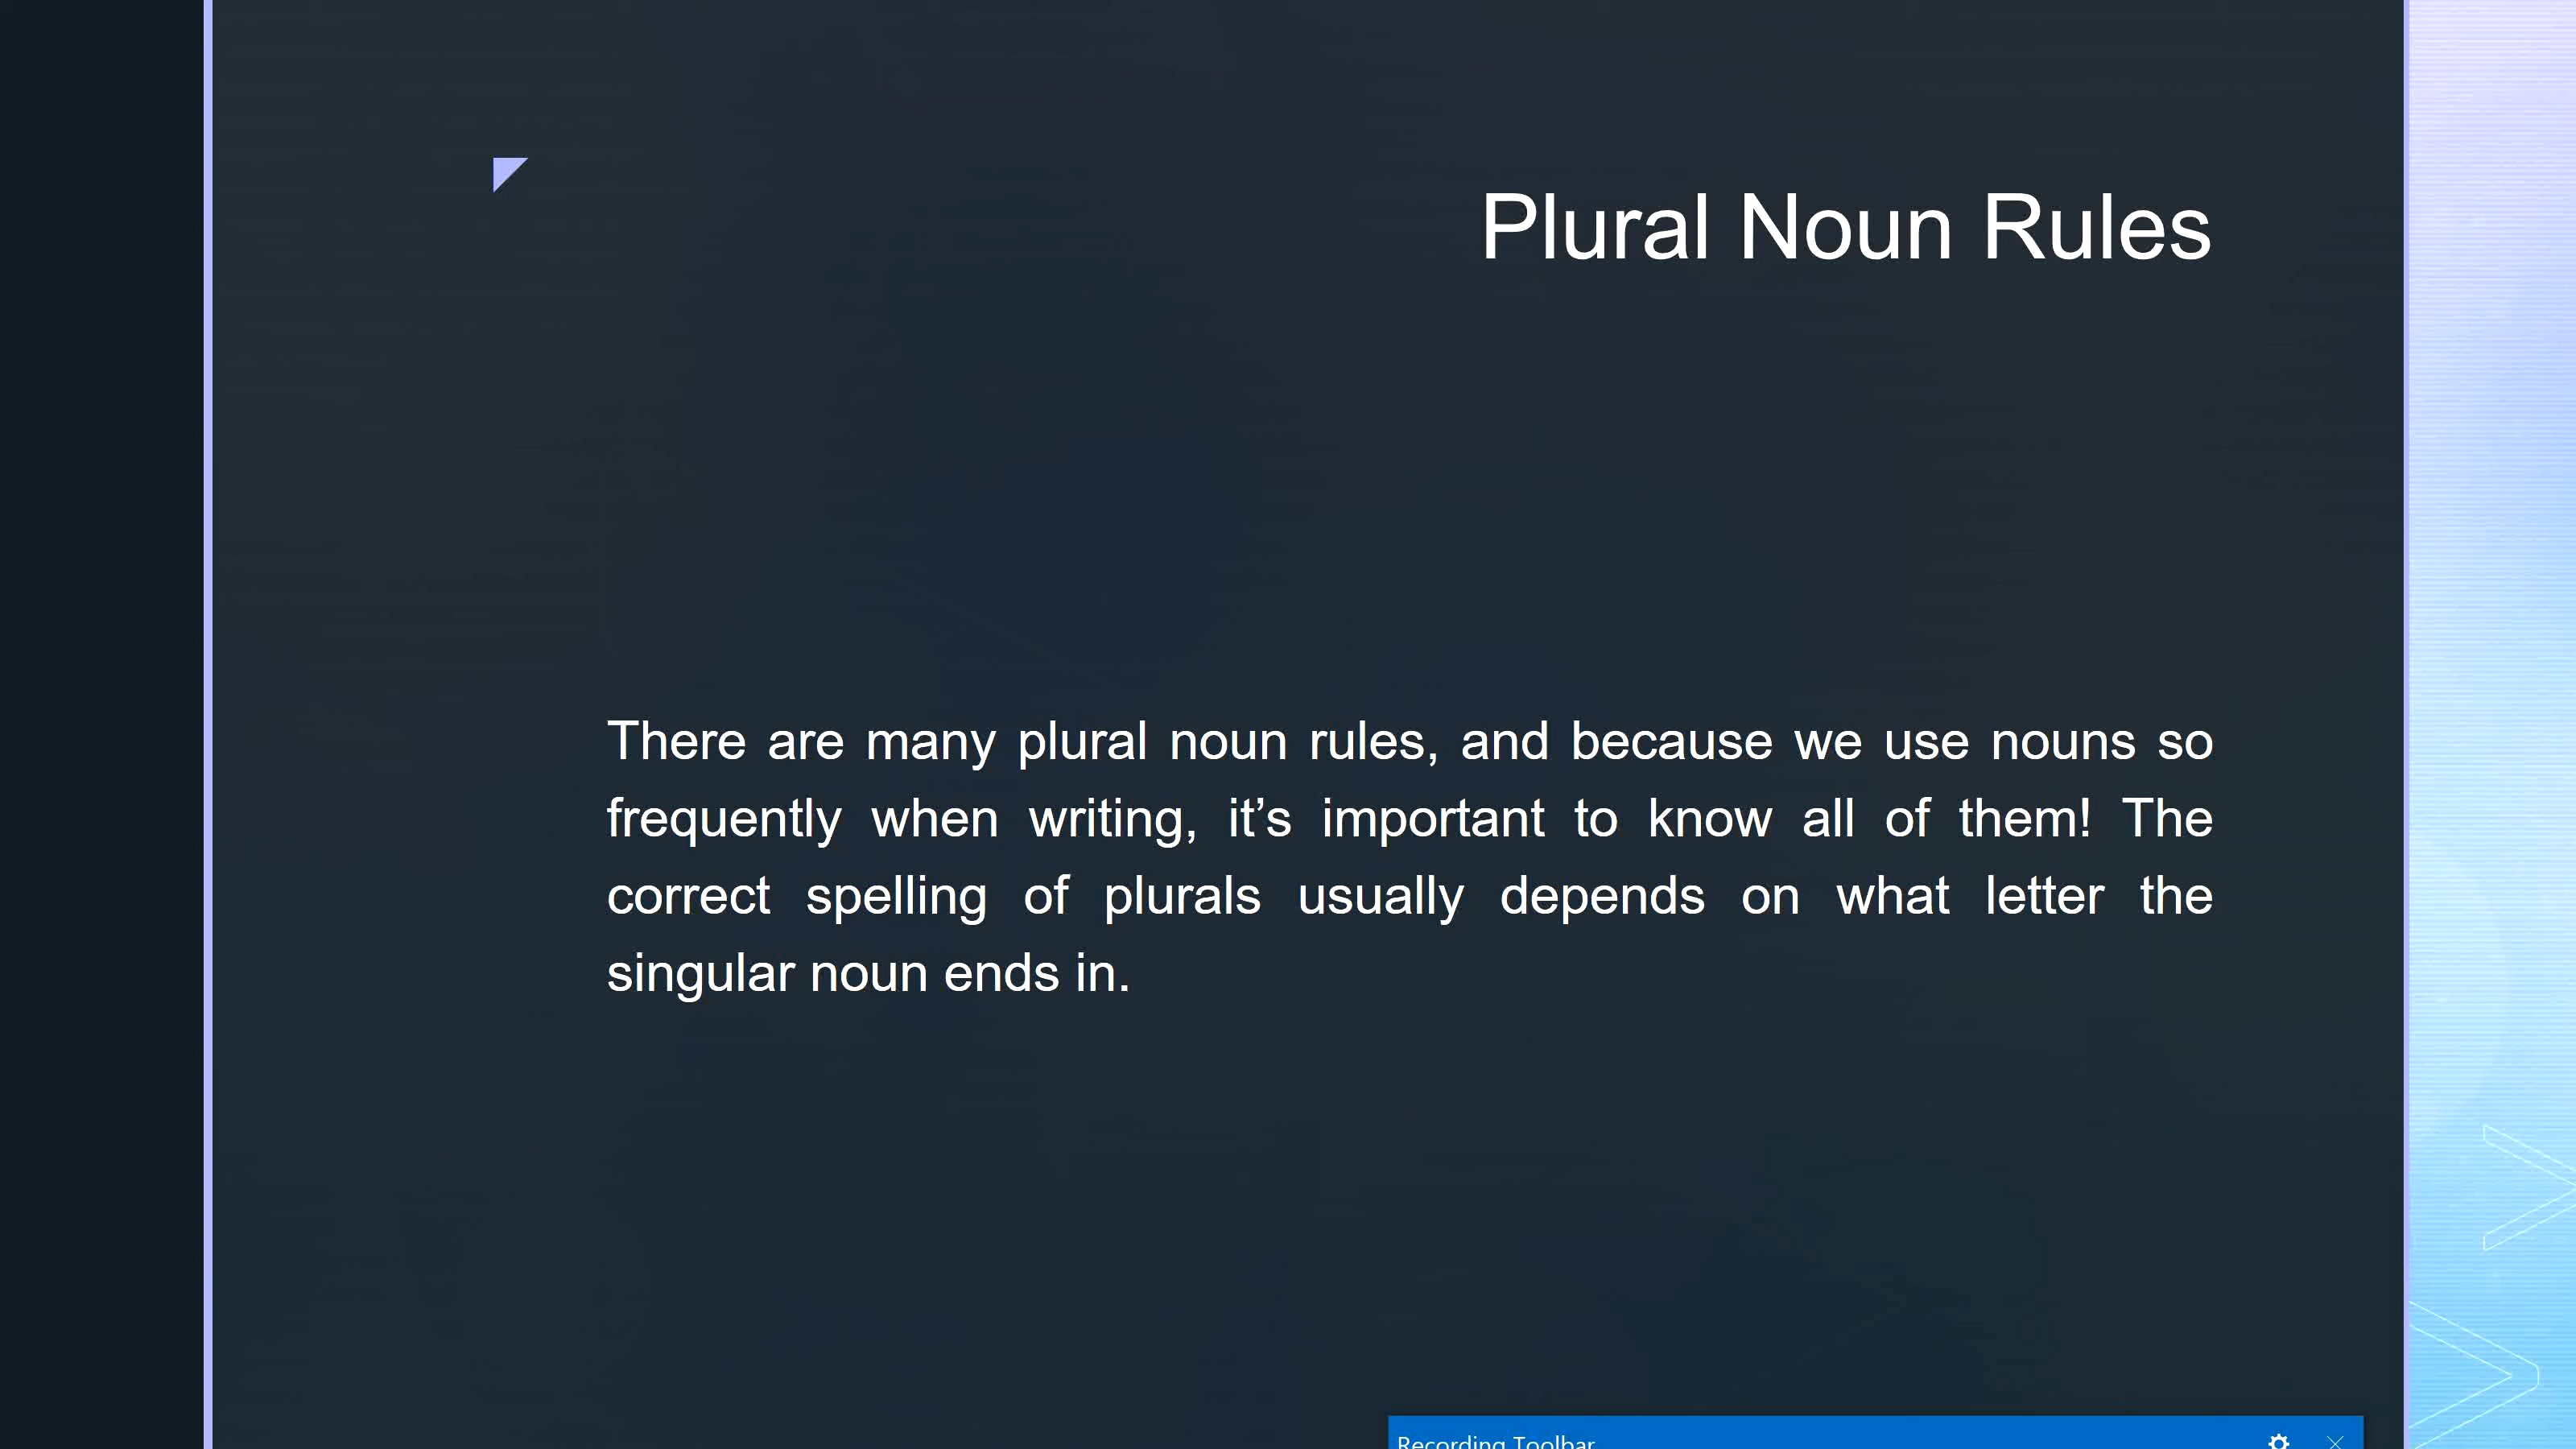 Plural Noun Rules
There are many plural noun rules, and because we use nouns so
frequently when writing, it’s important to know all of them! The
correct spelling of plurals usually depends on what letter the
singular noun ends in.
Recording Toolbar